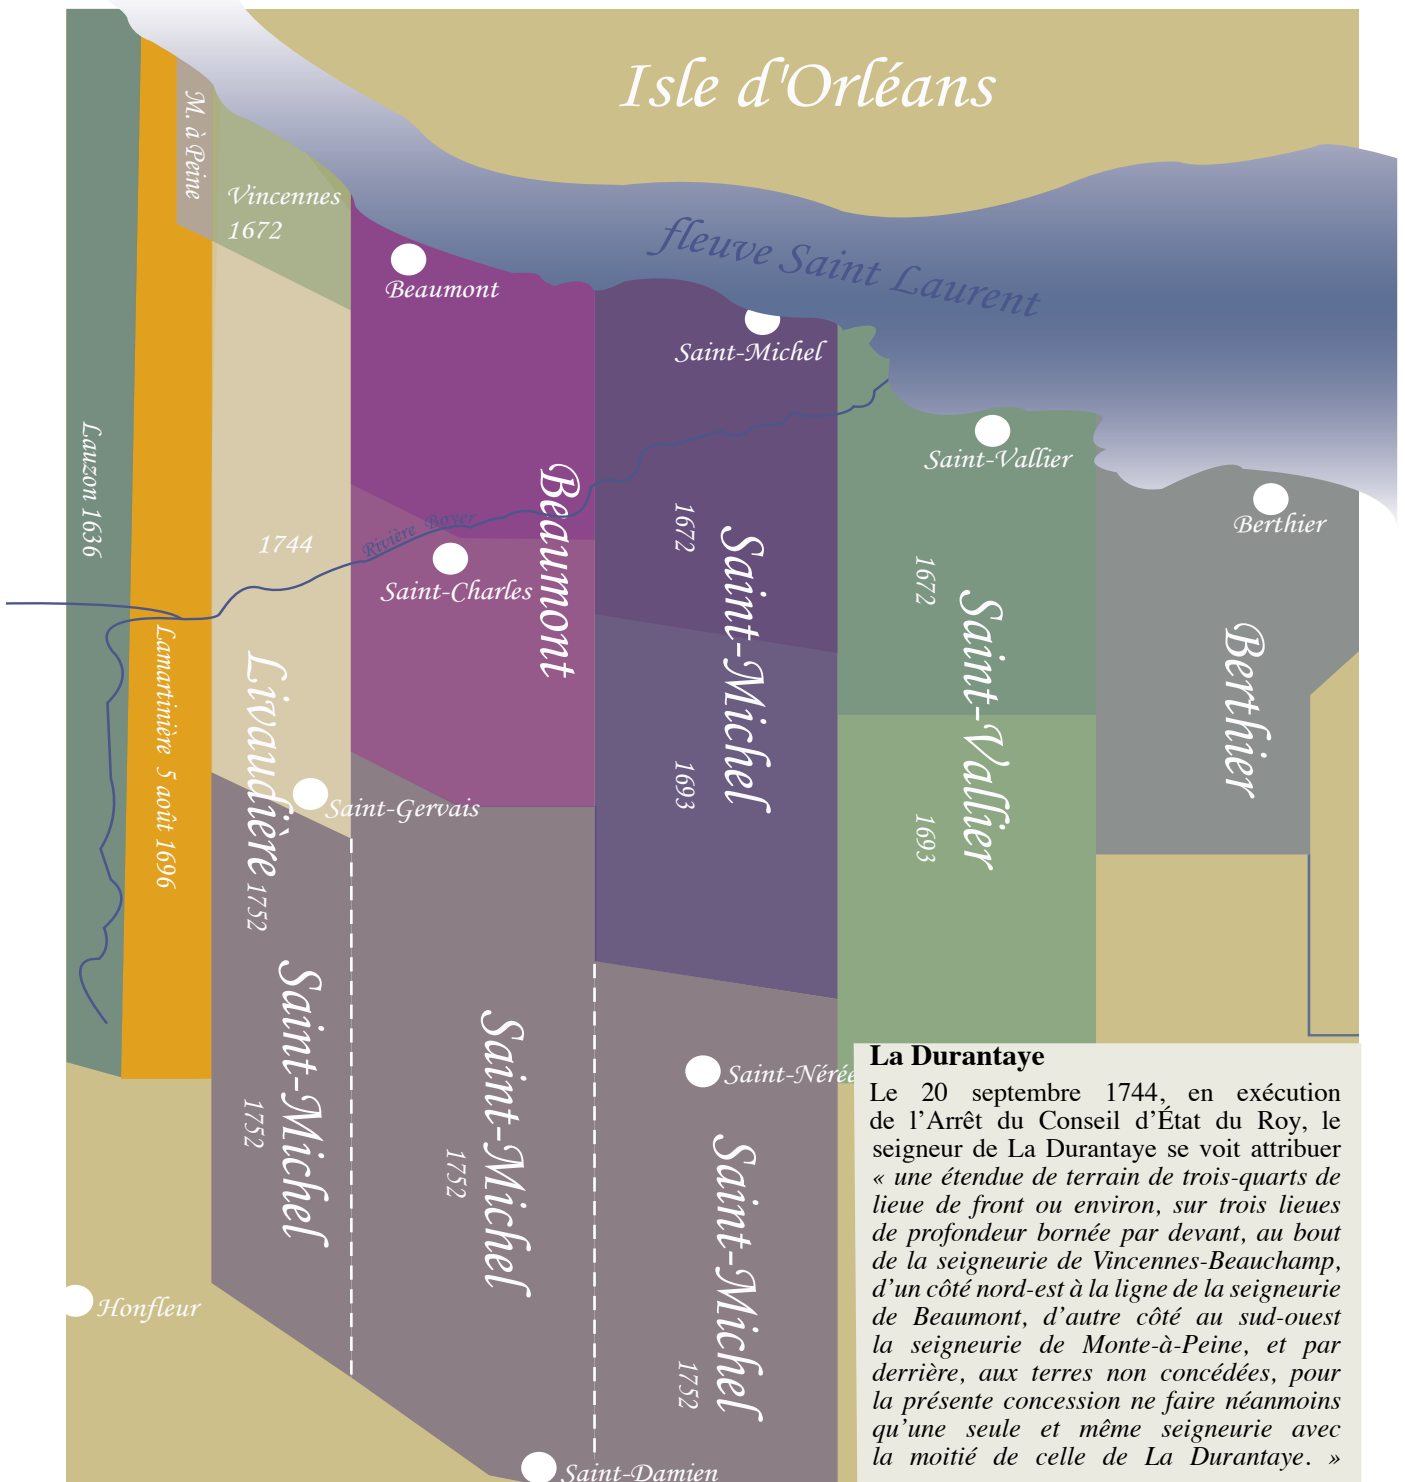 Isle d'Orléans
M. à Peine
Vincennes
1672
fleuve Saint Laurent
Beaumont
Saint-Michel
Saint-Vallier
Berthier
Lauzon 1636
Lamartinière 5 août 1696
1744
Livaudière 1752
Rivière Boyer
Saint-Charles
Beaumont
Saint-Gervais
1672
Saint-Michel
1693
1672
Saint-Vallier
1693
Berthier
Saint-Michel
1752
Saint-Michel
1752
Saint-Nérée
Saint-Michel
1752
Honfleur
Saint-Damien
La Durantaye
Le 20 septembre 1744, en exécution
de l'Arrêt du Conseil d'État du Roy, le
seigneur de La Durantaye se voit attribuer
« une étendue de terrain de trois-quarts de
lieue de front ou environ, sur trois lieues
de profondeur bornée par devant, au bout
de la seigneurie de Vincennes-Beauchamp,
d'un côté nord-est à la ligne de la seigneurie
de Beaumont, d'autre côté au sud-ouest
la seigneurie de Monte-à-Peine, et par
derrière, aux terres non concédées, pour
la présente concession ne faire néanmoins
qu'une seule et même seigneurie avec
la moitié de celle de La Durantaye. »